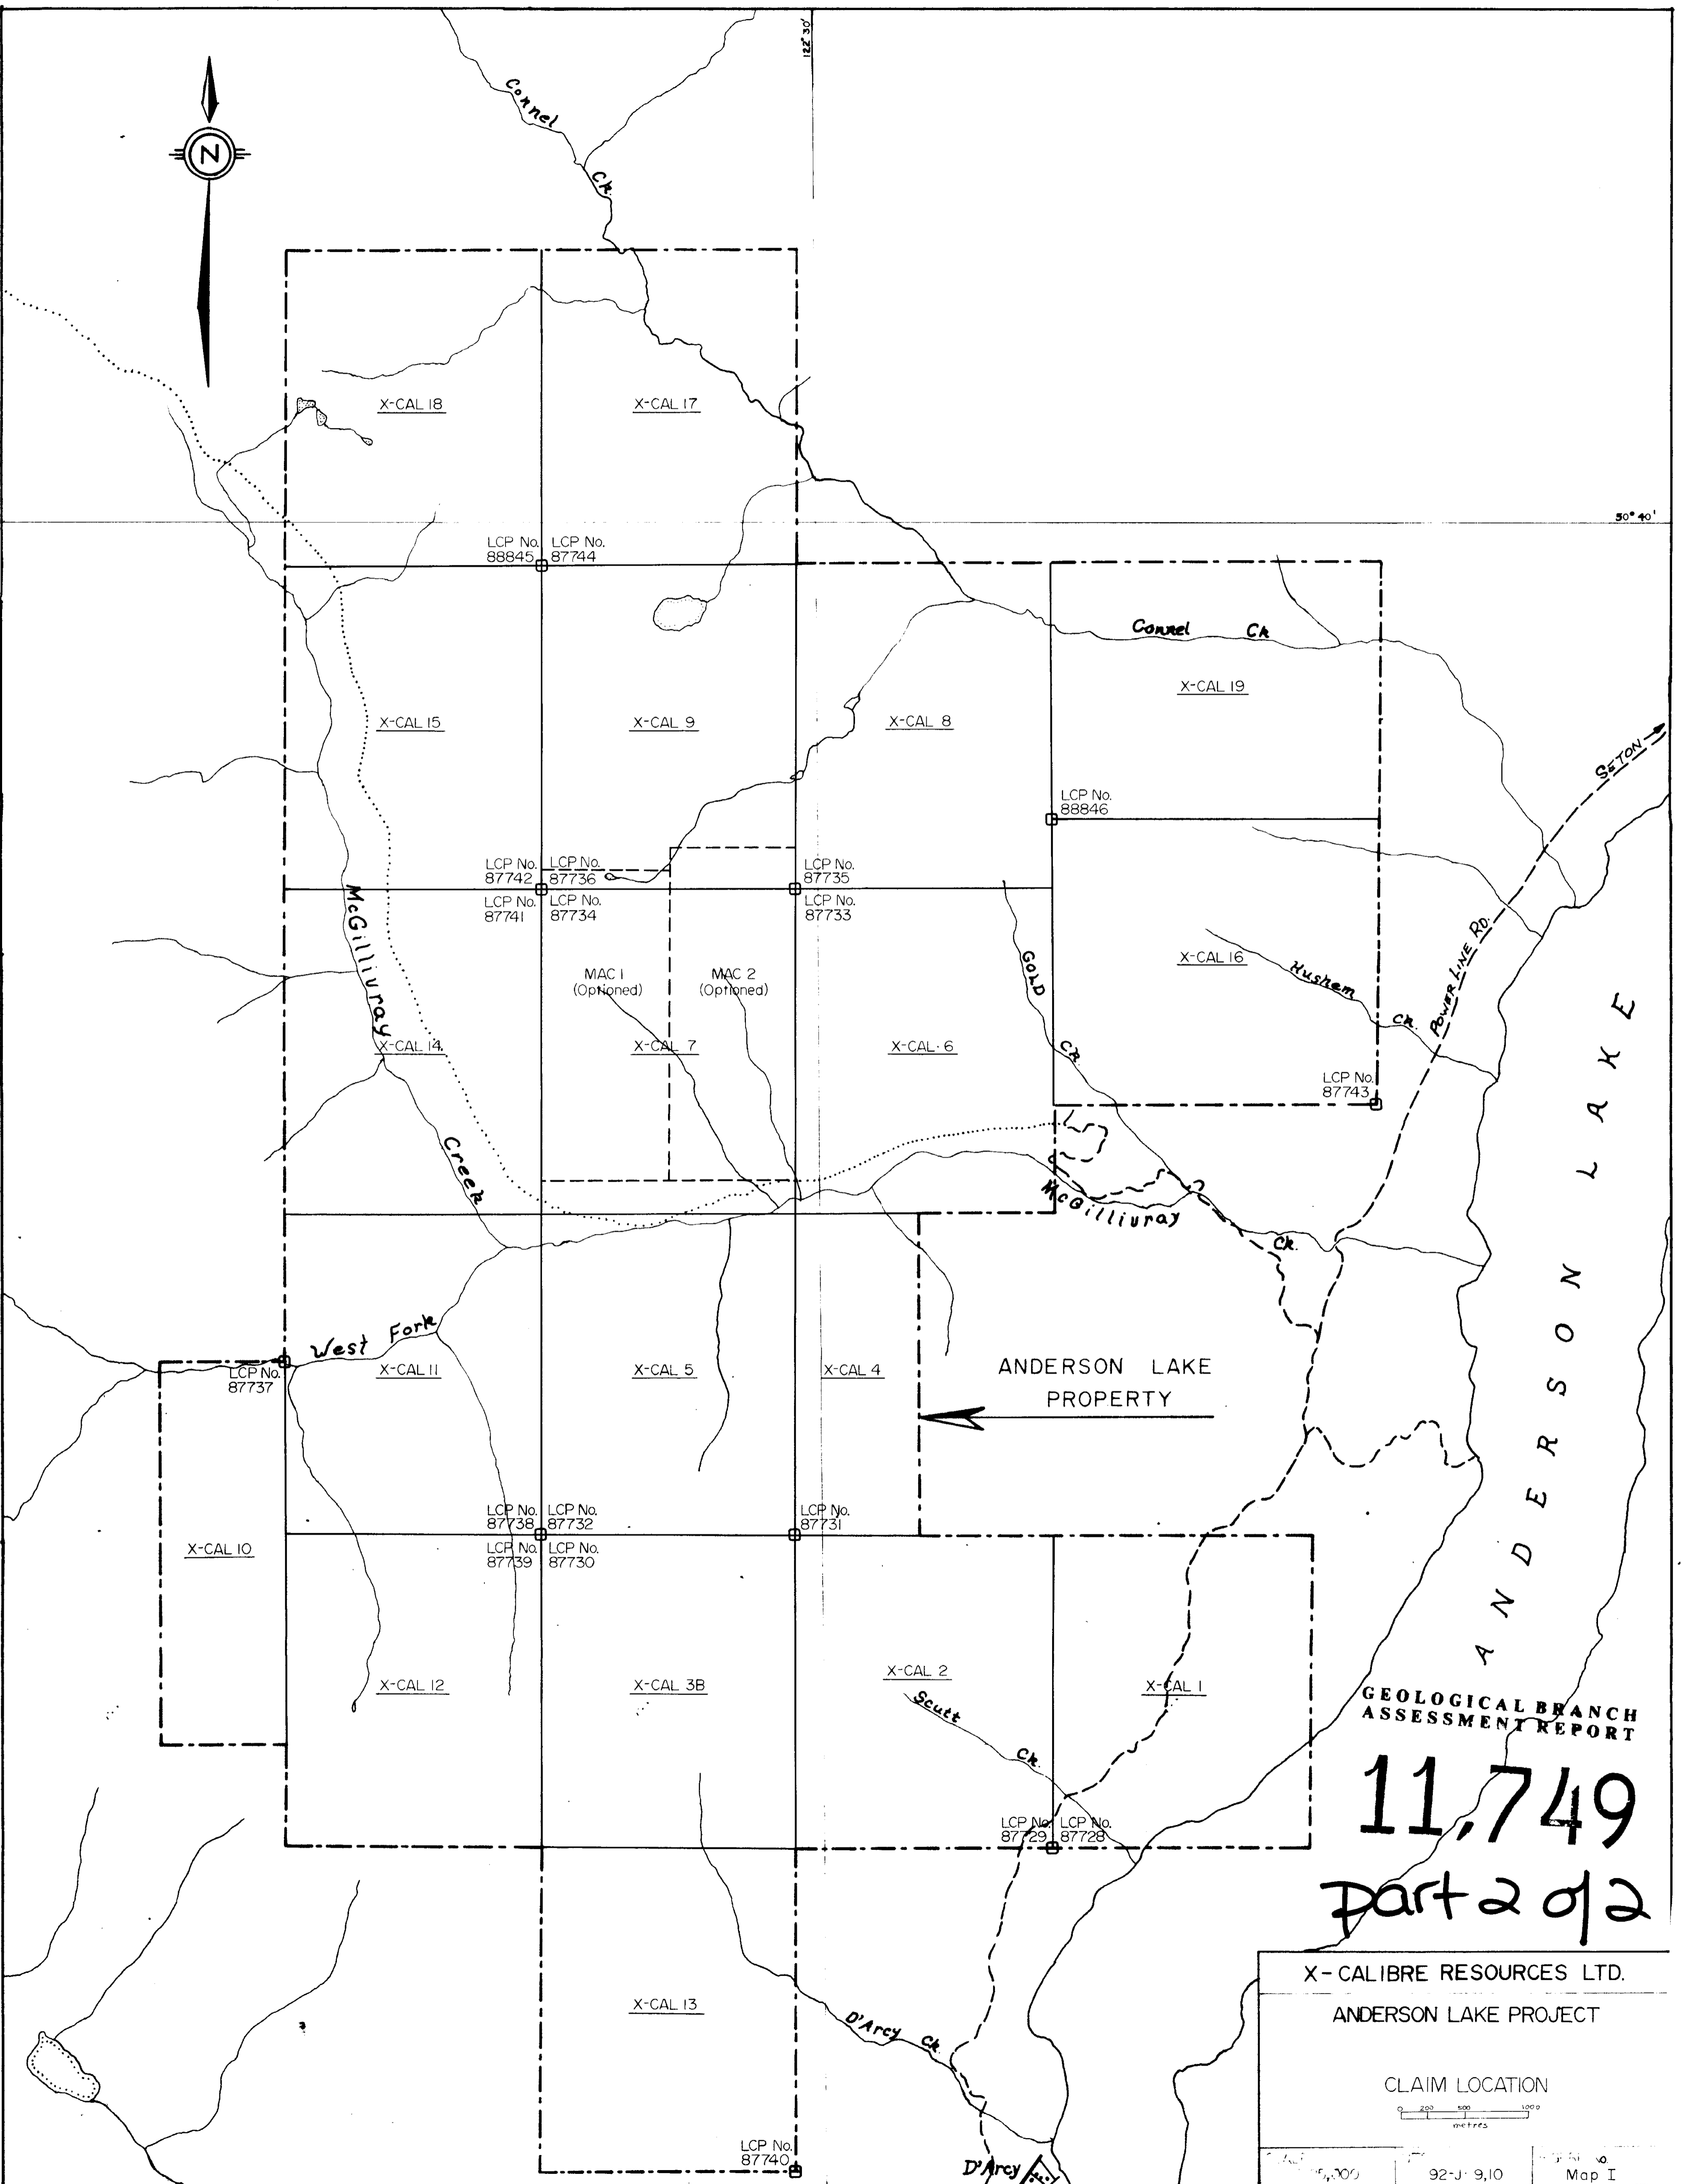 122° 30'
Connel
Ck.
N
X-CAL 18
X-CAL 17
50° 40'
LCP No. 88845
LCP No. 87744
Connel Ck
X-CAL 19
X-CAL 15
X-CAL 9
X-CAL 8
SETON
LCP No. 88846
LCP No. 87742
LCP No. 87736
LCP No. 87735
LCP No. 87741
LCP No. 87734
LCP No. 87733
McGillivray
Creek
MAC 1
(Optioned)
MAC 2
(Optioned)
GOLD
CK.
X-CAL 16
Hushem
CK.
POWER LINE RD.
X-CAL 14
X-CAL 7
X-CAL 6
LCP No. 87743
ANDERSON LAKE
McGillivray
Ck.
West Fork
LCP No. 87737
X-CAL 11
X-CAL 5
X-CAL 4
ANDERSON LAKE
PROPERTY
LCP No. 87738
LCP No. 87732
LCP No. 87731
LCP No. 87739
LCP No. 87730
X-CAL 10
X-CAL 12
X-CAL 3B
X-CAL 2
X-CAL 1
Scutt
Ck.
GEOLOGICAL BRANCH
ASSESSMENT REPORT
11,749
part 2 of 2
LCP No. 87729
LCP No. 87728
X-CAL 13
D'Arcy Ck.
LCP No. 87740
D'Arcy
X-CALIBRE RESOURCES LTD.
ANDERSON LAKE PROJECT
CLAIM LOCATION
0 200 500 1000
metres
92-J-9,10
Map I